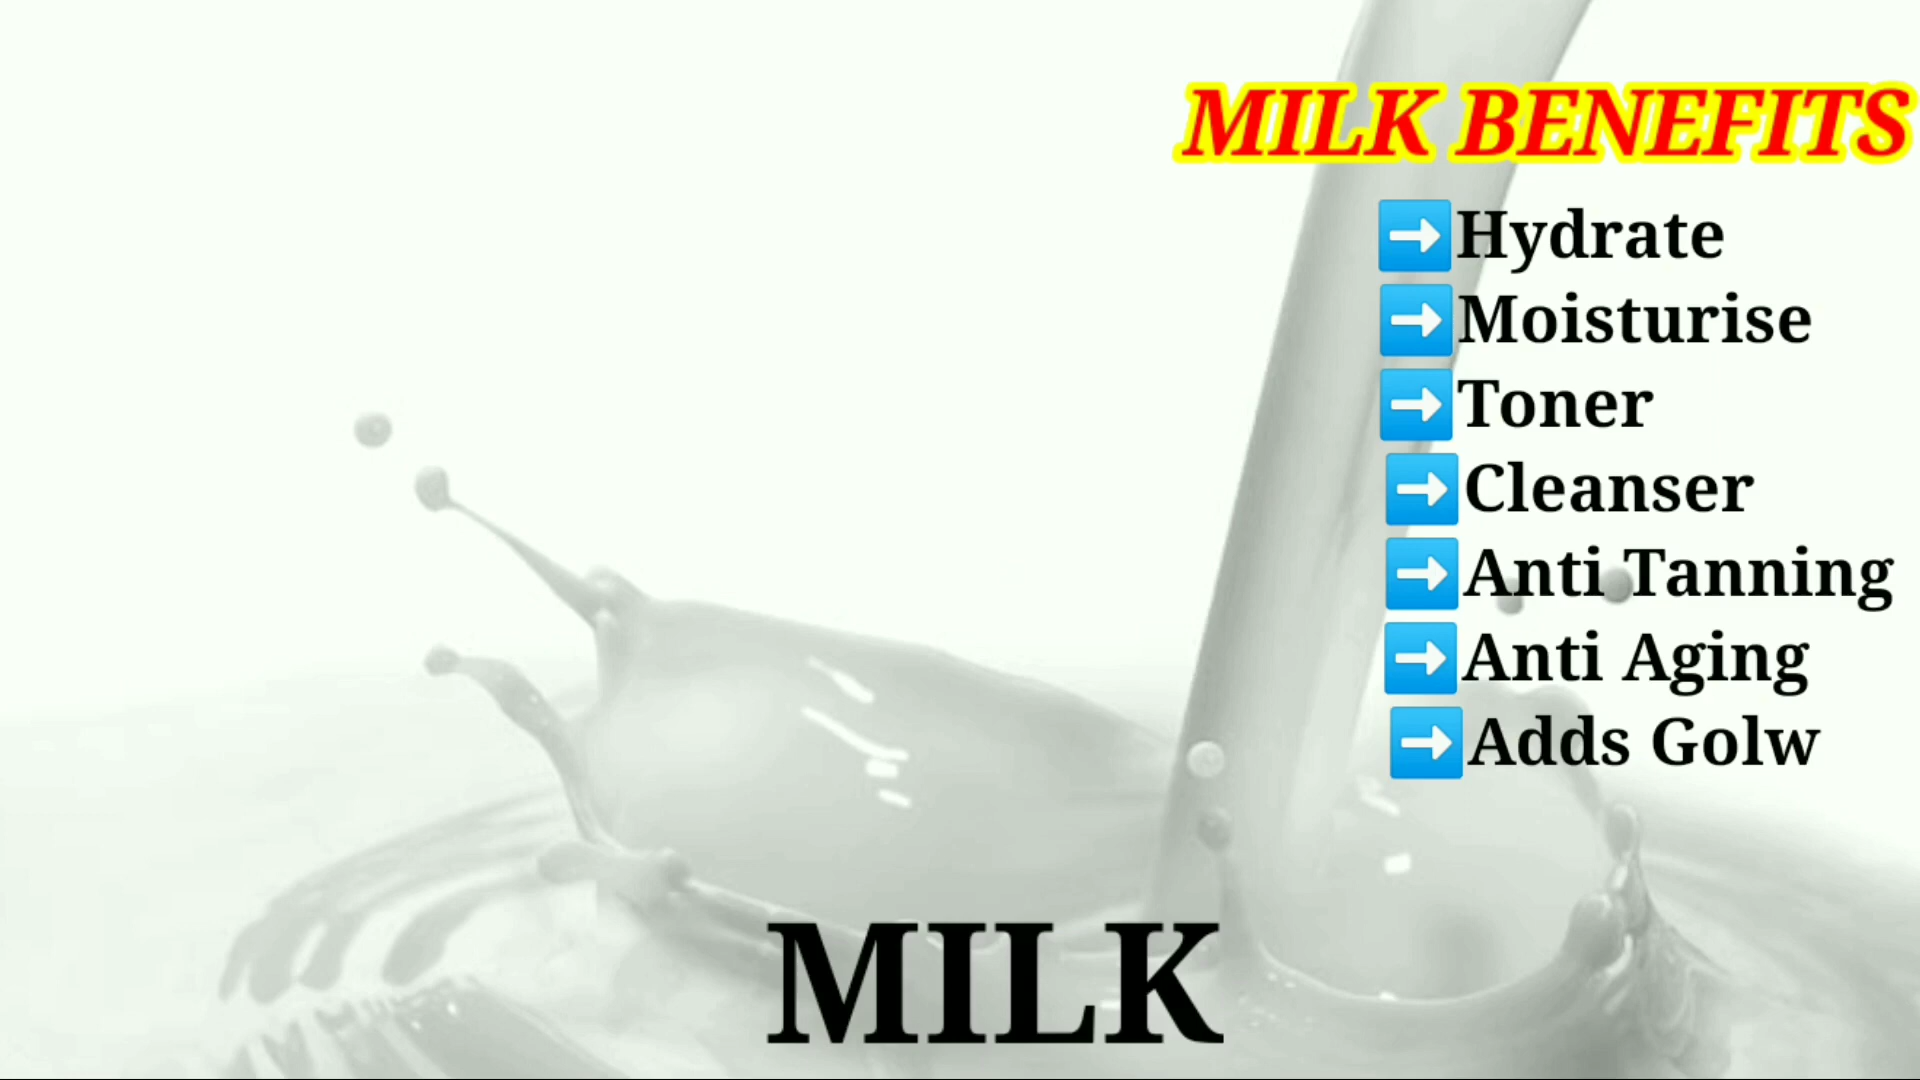 MILK BENEFITS
➡Hydrate
➡Moisturise
➡Toner
➡Cleanser
➡Anti Tanning
➡Anti Aging
➡Adds Golw
MILK